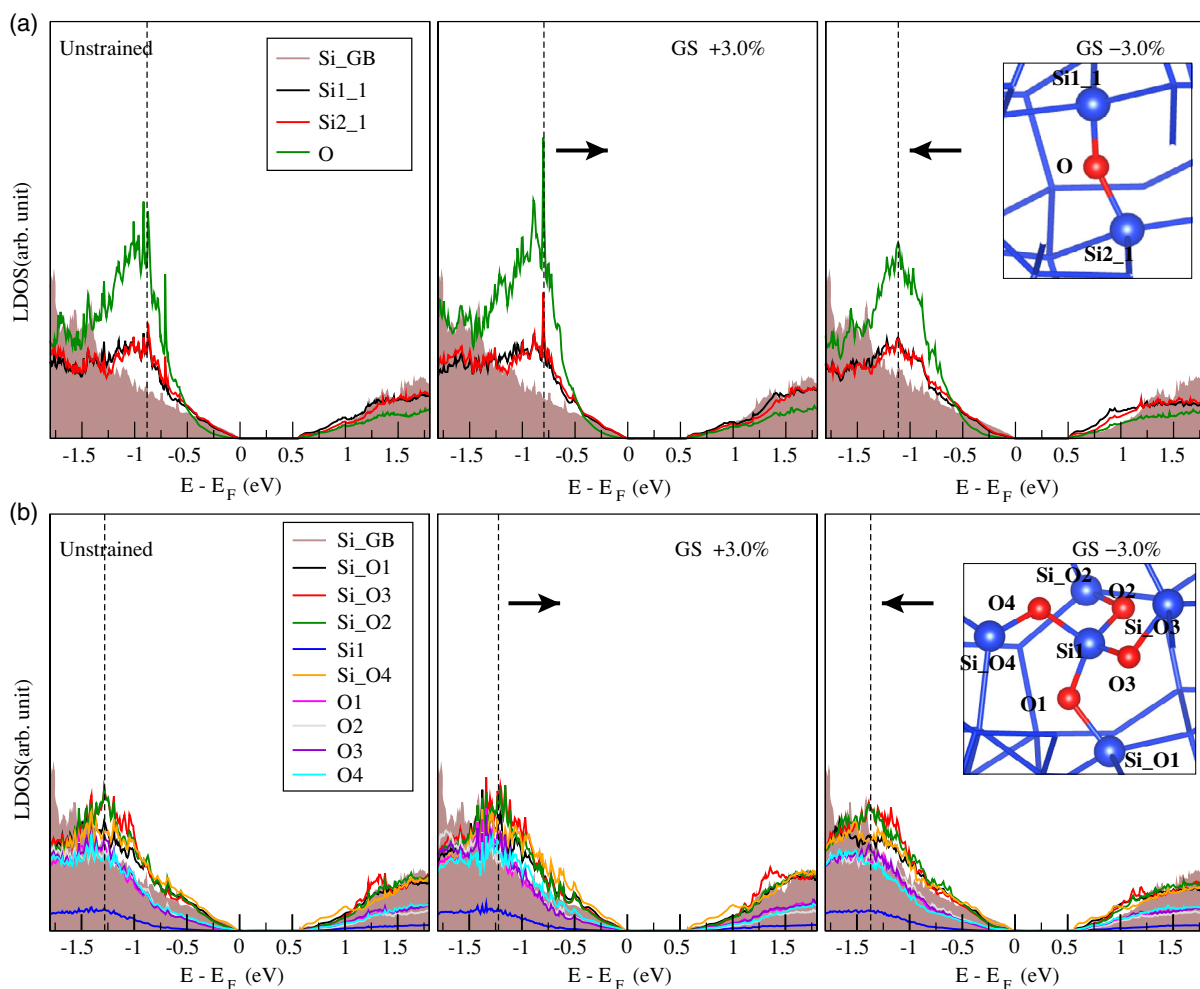 (a)
Unstrained
GS +3.0%
GS −3.0%
Si_GB
Si1_1
Si2_1
O
Si1_1
O
Si2_1
LDOS(arb. unit)
-1.5 -1 -0.5 0 0.5 1 1.5
-1.5 -1 -0.5 0 0.5 1 1.5
-1.5 -1 -0.5 0 0.5 1 1.5
E - E_F (eV)
E - E_F (eV)
E - E_F (eV)
(b)
Unstrained
GS +3.0%
GS −3.0%
Si_GB
Si_O1
Si_O3
Si_O2
Si1
Si_O4
O1
O2
O3
O4
Si_O2
O4
O2
Si_O3
Si1
Si_O4
O3
O1
Si_O1
LDOS(arb. unit)
-1.5 -1 -0.5 0 0.5 1 1.5
-1.5 -1 -0.5 0 0.5 1 1.5
-1.5 -1 -0.5 0 0.5 1 1.5
E - E_F (eV)
E - E_F (eV)
E - E_F (eV)